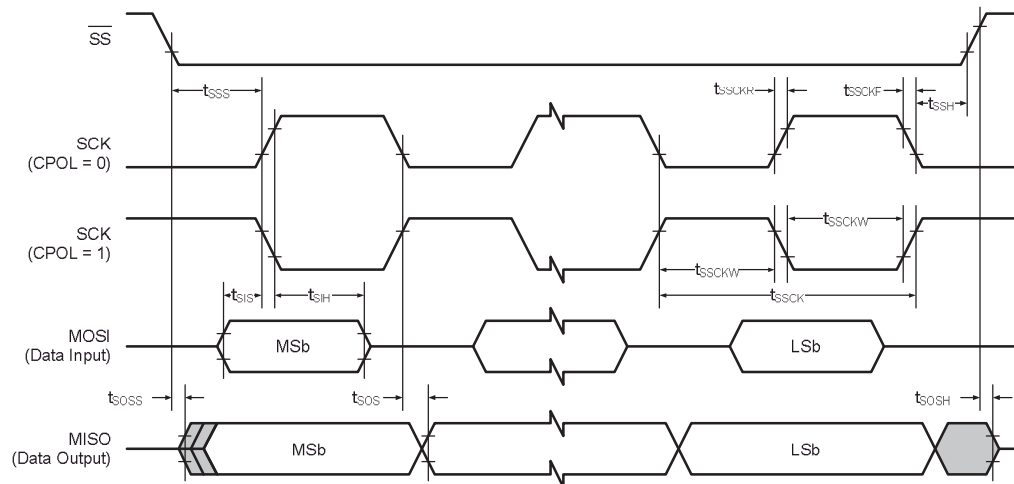 SS
tSSS
tSSCKR
tSSCKF
tSSH
SCK
(CPOL = 0)
SCK
(CPOL = 1)
tSSCKW
tSSCKW
tSSCK
tSIS
tSIH
MOSI
(Data Input)
MSb
LSb
tSOSS
tSOS
tSOSH
MISO
(Data Output)
MSb
LSb